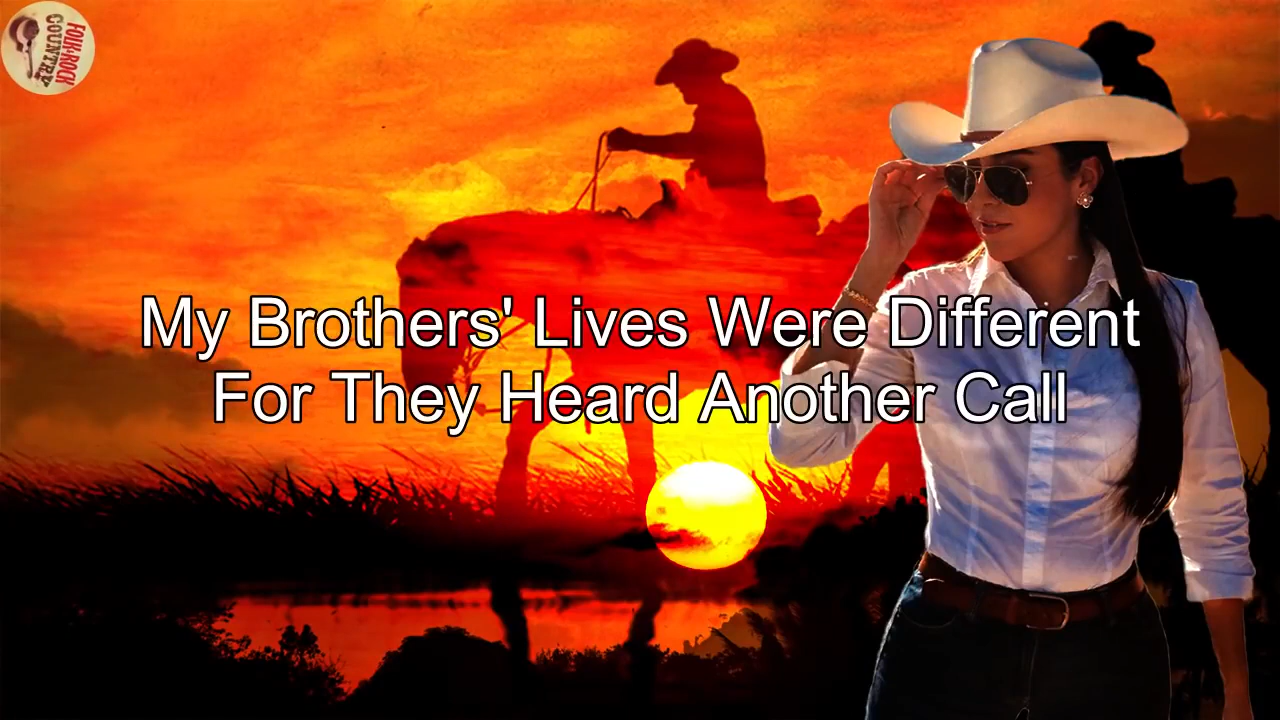 FOLK-ROCK
COUNTRY
My Brothers' Lives Were Different
For They Heard Another Call